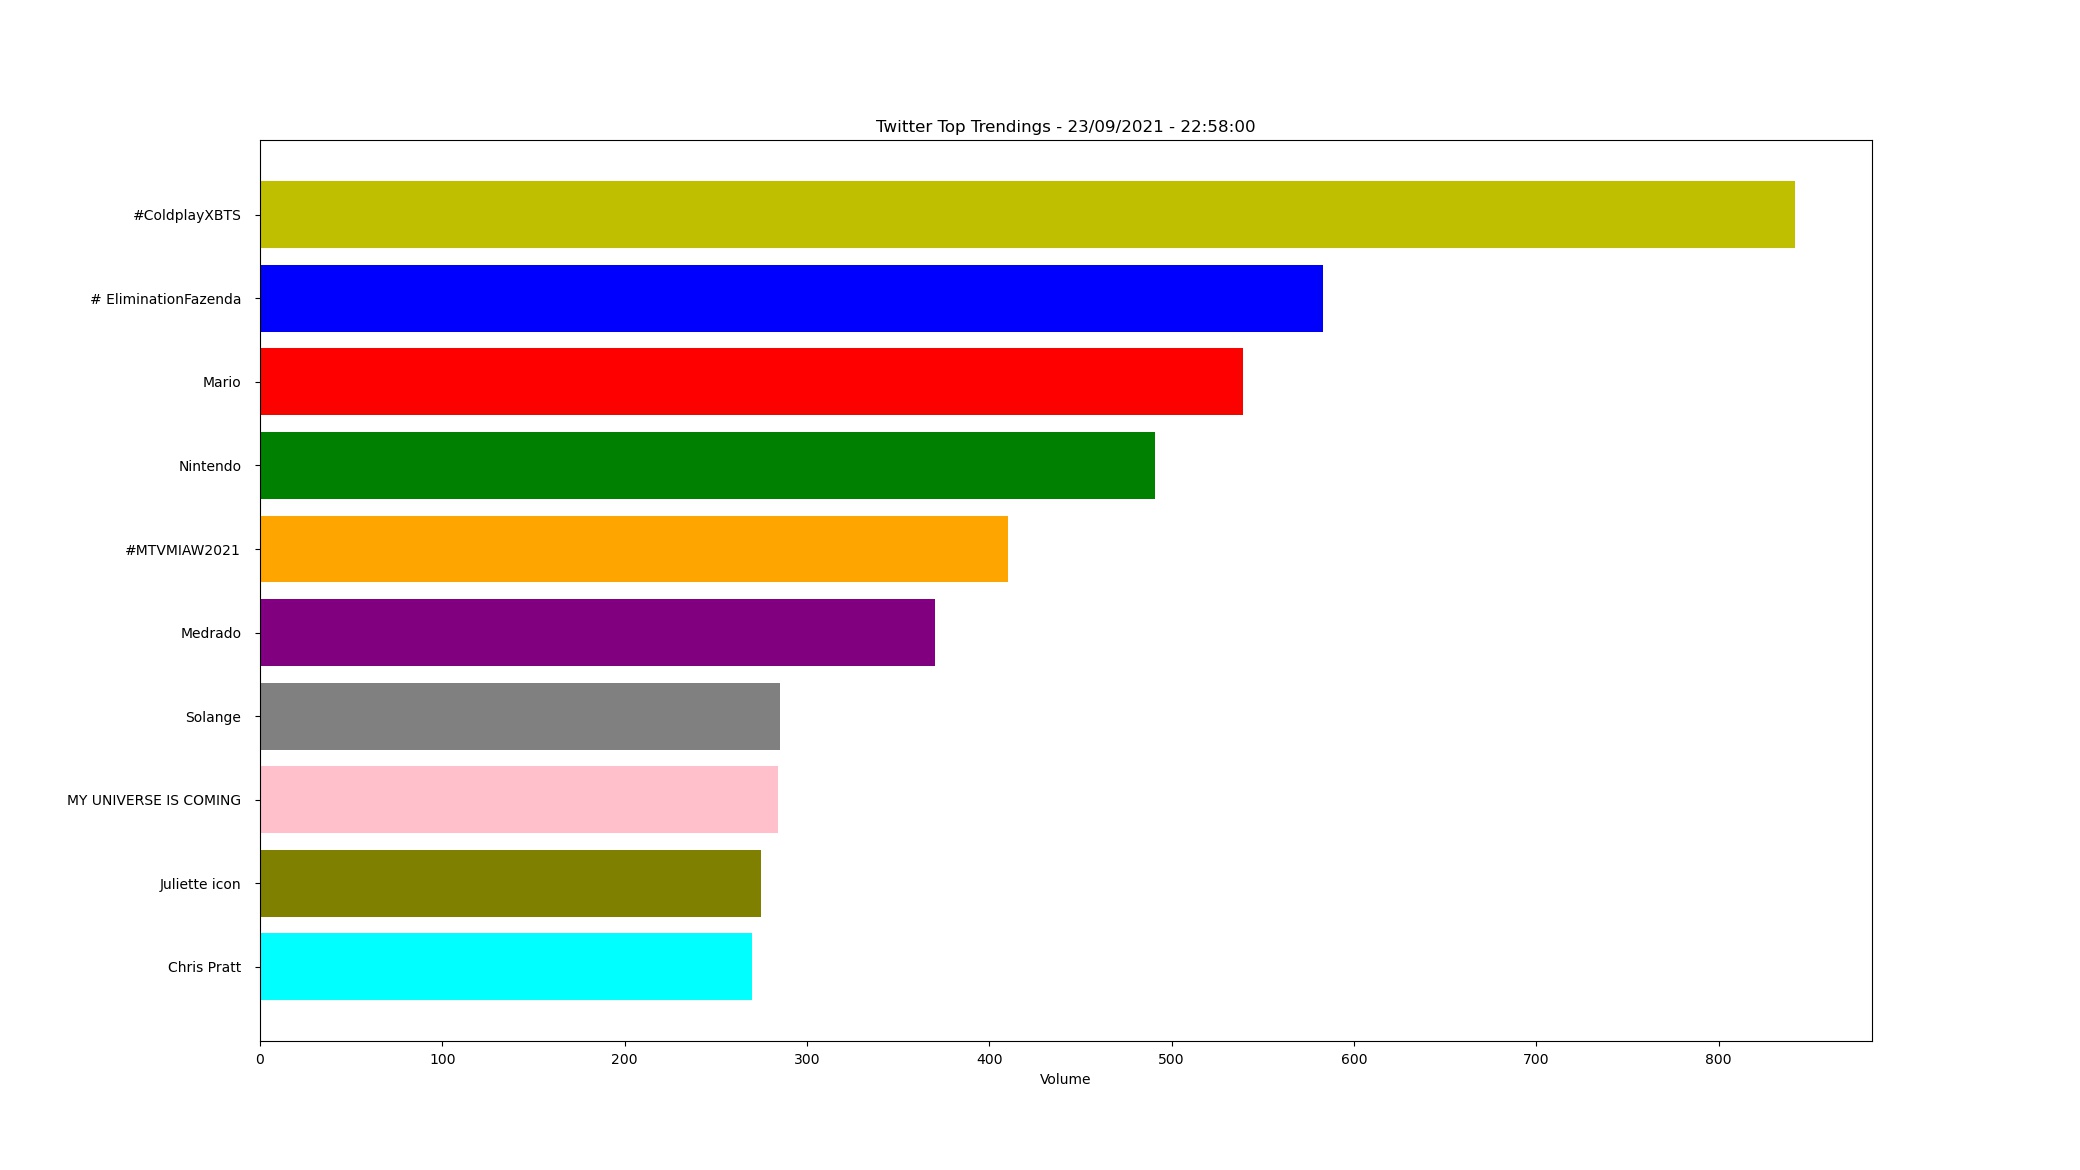 Twitter Top Trendings - 23/09/2021 - 22:58:00
#ColdplayXBTS
# EliminationFazenda
Mario
Nintendo
#MTVMIAW2021
Medrado
Solange
MY UNIVERSE IS COMING
Juliette icon
Chris Pratt
0 100 200 300 400 500 600 700 800
Volume